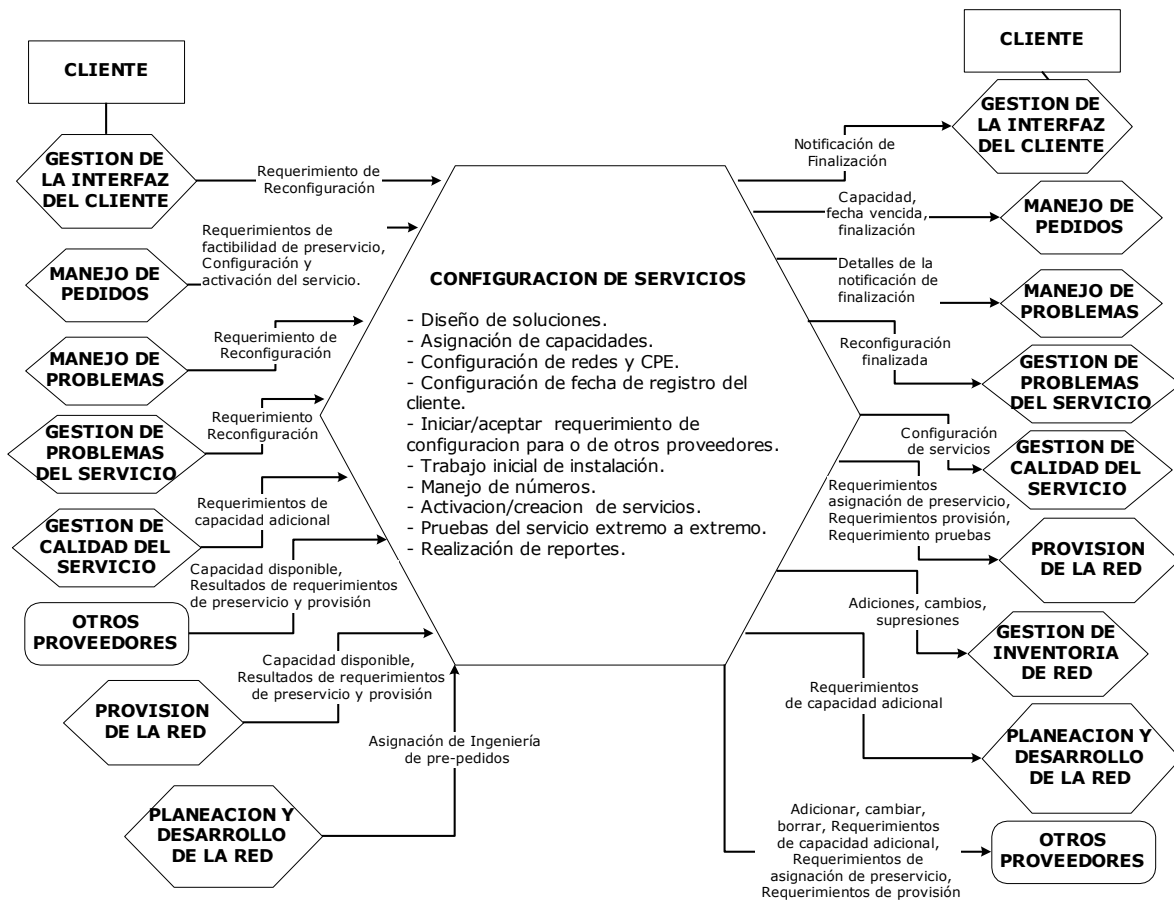 CLIENTE
GESTION DE
LA INTERFAZ
DEL CLIENTE
Requerimiento de
Reconfiguración
MANEJO DE
PEDIDOS
Requerimientos de
factibilidad de preservicio,
Configuración y
activación del servicio.
MANEJO DE
PROBLEMAS
Requerimiento de
Reconfiguración
GESTION DE
PROBLEMAS
DEL SERVICIO
Requerimiento
Reconfiguración
GESTION DE
CALIDAD DEL
SERVICIO
Requerimientos de
capacidad adicional
OTROS
PROVEEDORES
Capacidad disponible,
Resultados de requerimientos
de preservicio y provisión
PROVISION
DE LA RED
Capacidad disponible,
Resultados de requerimientos
de preservicio y provisión
PLANEACION Y
DESARROLLO
DE LA RED
Asignación de Ingeniería
de pre-pedidos
CONFIGURACION DE SERVICIOS
- Diseño de soluciones.
- Asignación de capacidades.
- Configuración de redes y CPE.
- Configuración de fecha de registro del
cliente.
- Iniciar/aceptar requerimiento de
configuracion para o de otros proveedores.
- Trabajo inicial de instalación.
- Manejo de números.
- Activacion/creacion de servicios.
- Pruebas del servicio extremo a extremo.
- Realización de reportes.
CLIENTE
GESTION DE
LA INTERFAZ
DEL CLIENTE
Notificación de
Finalización
Capacidad,
fecha vencida,
finalización
MANEJO DE
PEDIDOS
Detalles de la
notificación de
finalización
MANEJO DE
PROBLEMAS
Reconfiguración
finalizada
GESTION DE
PROBLEMAS
DEL SERVICIO
Configuración
de servicios
GESTION DE
CALIDAD DEL
SERVICIO
Requerimientos
asignación de preservicio,
Requerimientos provisión,
Requerimiento pruebas
PROVISION
DE LA RED
Adiciones, cambios,
supresiones
GESTION DE
INVENTORIA
DE RED
Requerimientos
de capacidad adicional
PLANEACION Y
DESARROLLO
DE LA RED
Adicionar, cambiar,
borrar, Requerimientos
de capacidad adicional,
Requerimientos de
asignación de preservicio,
Requerimientos de provisión
OTROS
PROVEEDORES